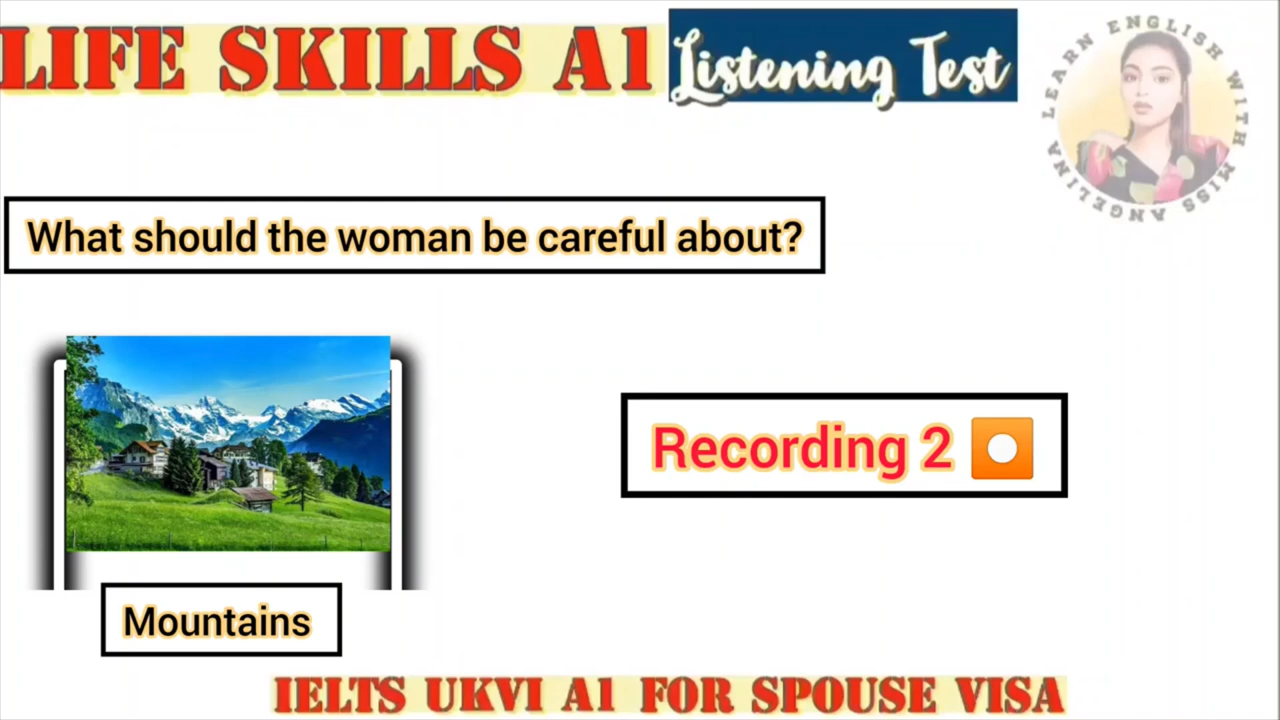 LIFE SKILLS A1 Listening Test
LEARN ENGLISH WITH MISS ANGELINA
What should the woman be careful about?
Recording 2
Mountains
IELTS UKVI A1 FOR SPOUSE VISA